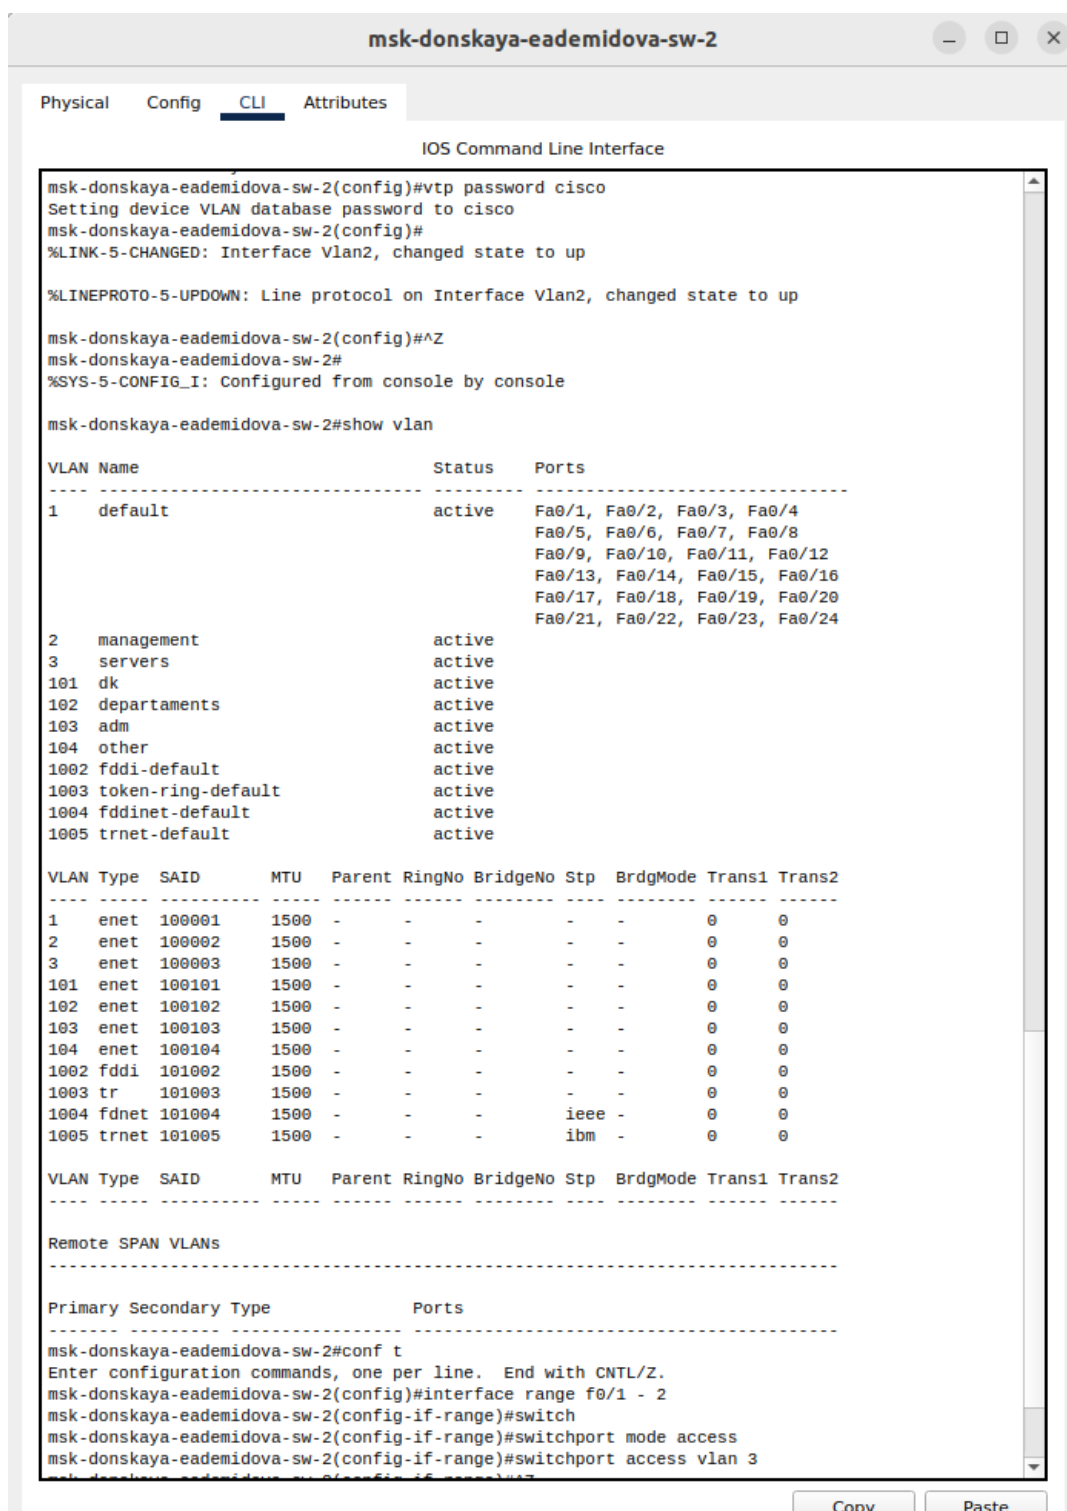 msk-donskaya-eademidova-sw-2
Physical Config CLI Attributes
IOS Command Line Interface
msk-donskaya-eademidova-sw-2(config)#vtp password cisco
Setting device VLAN database password to cisco
msk-donskaya-eademidova-sw-2(config)#
%LINK-5-CHANGED: Interface Vlan2, changed state to up
%LINEPROTO-5-UPDOWN: Line protocol on Interface Vlan2, changed state to up
msk-donskaya-eademidova-sw-2(config)#^Z
msk-donskaya-eademidova-sw-2#
%SYS-5-CONFIG_I: Configured from console by console
msk-donskaya-eademidova-sw-2#show vlan
VLAN Name                             Status    Ports
---- -------------------------------- --------- -------------------------------
1    default                          active    Fa0/1, Fa0/2, Fa0/3, Fa0/4
                                                Fa0/5, Fa0/6, Fa0/7, Fa0/8
                                                Fa0/9, Fa0/10, Fa0/11, Fa0/12
                                                Fa0/13, Fa0/14, Fa0/15, Fa0/16
                                                Fa0/17, Fa0/18, Fa0/19, Fa0/20
                                                Fa0/21, Fa0/22, Fa0/23, Fa0/24
2    management                       active
3    servers                          active
101  dk                               active
102  departaments                     active
103  adm                              active
104  other                            active
1002 fddi-default                     active
1003 token-ring-default               active
1004 fddinet-default                  active
1005 trnet-default                    active
VLAN Type  SAID       MTU   Parent RingNo BridgeNo Stp  BrdgMode Trans1 Trans2
---- ----- ---------- ----- ------ ------ -------- ---- -------- ------ ------
1    enet  100001     1500  -      -      -        -    -        0      0
2    enet  100002     1500  -      -      -        -    -        0      0
3    enet  100003     1500  -      -      -        -    -        0      0
101  enet  100101     1500  -      -      -        -    -        0      0
102  enet  100102     1500  -      -      -        -    -        0      0
103  enet  100103     1500  -      -      -        -    -        0      0
104  enet  100104     1500  -      -      -        -    -        0      0
1002 fddi  101002     1500  -      -      -        -    -        0      0
1003 tr    101003     1500  -      -      -        -    -        0      0
1004 fdnet 101004     1500  -      -      -        ieee -        0      0
1005 trnet 101005     1500  -      -      -        ibm  -        0      0
VLAN Type  SAID       MTU   Parent RingNo BridgeNo Stp  BrdgMode Trans1 Trans2
---- ----- ---------- ----- ------ ------ -------- ---- -------- ------ ------
Remote SPAN VLANs
------------------------------------------------------------------------------
Primary Secondary Type              Ports
------- --------- ----------------- ------------------------------------------
msk-donskaya-eademidova-sw-2#conf t
Enter configuration commands, one per line.  End with CNTL/Z.
msk-donskaya-eademidova-sw-2(config)#interface range f0/1 - 2
msk-donskaya-eademidova-sw-2(config-if-range)#switch
msk-donskaya-eademidova-sw-2(config-if-range)#switchport mode access
msk-donskaya-eademidova-sw-2(config-if-range)#switchport access vlan 3
msk-donskaya-eademidova-sw-2(config-if-range)#^Z
Copy Paste